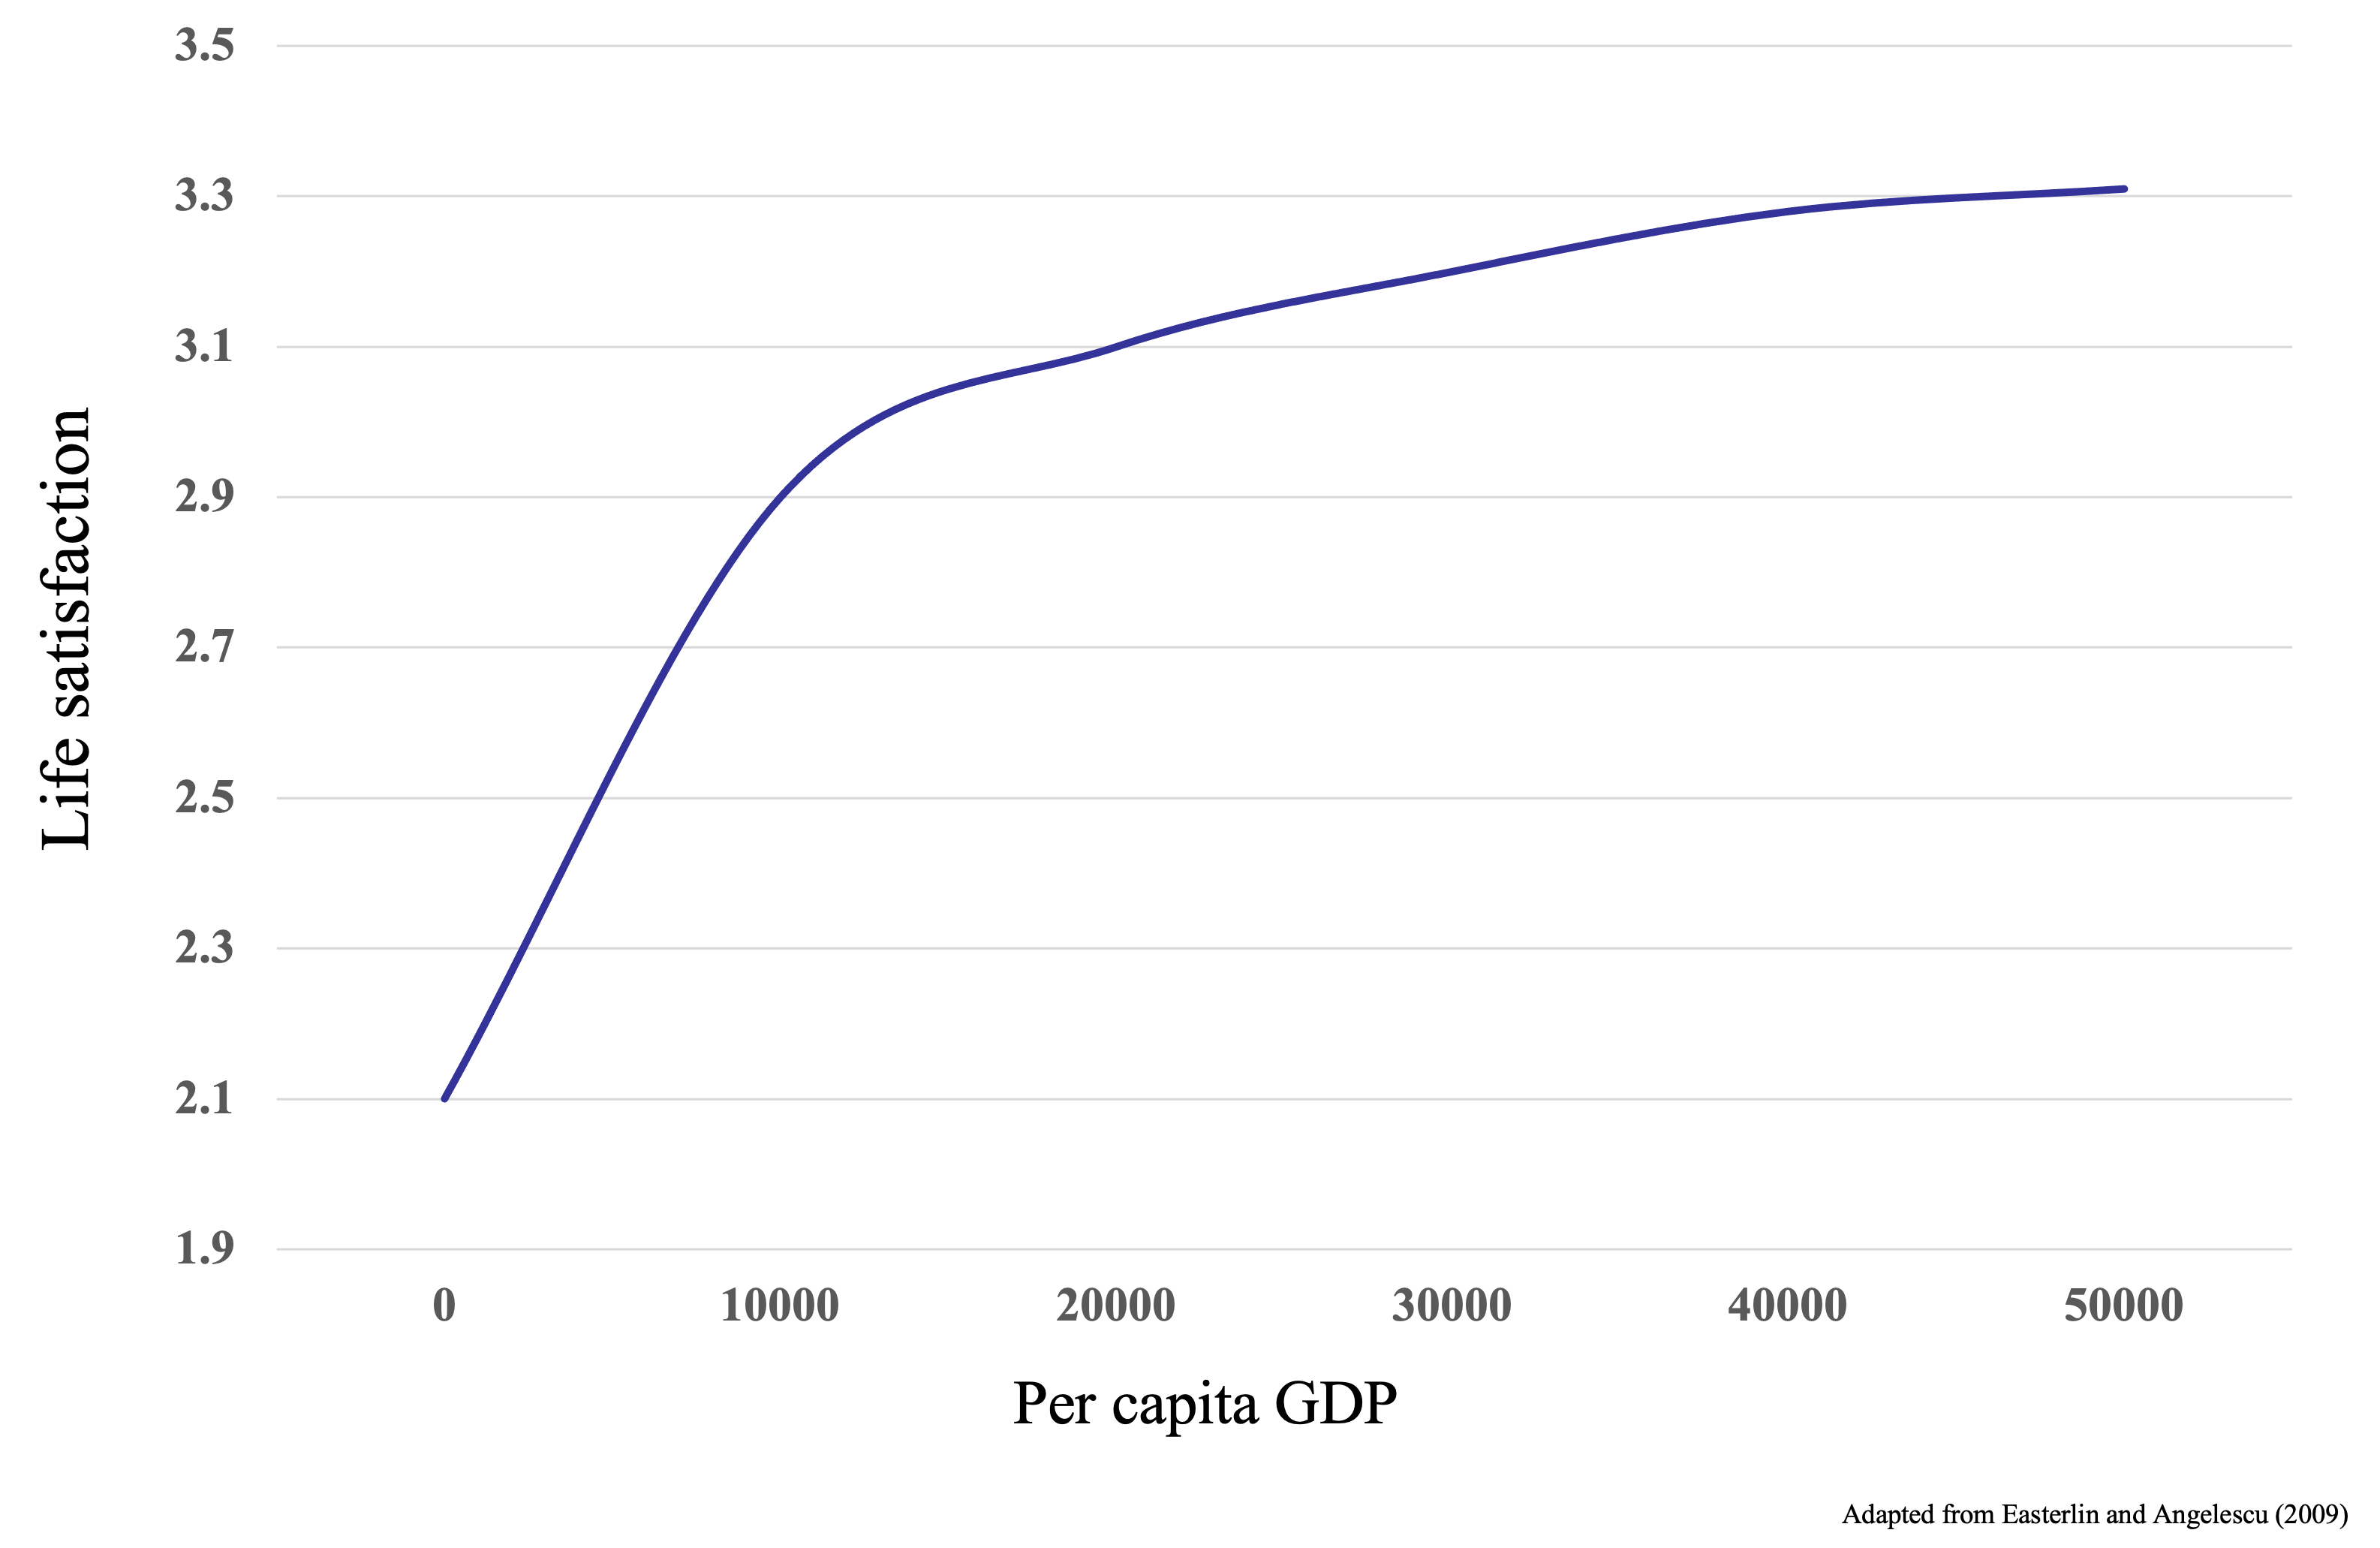 3.5
3.3
3.1
2.9
2.7
2.5
2.3
2.1
1.9
Life satisfaction
0 10000 20000 30000 40000 50000
Per capita GDP
Adapted from Easterlin and Angelescu (2009)